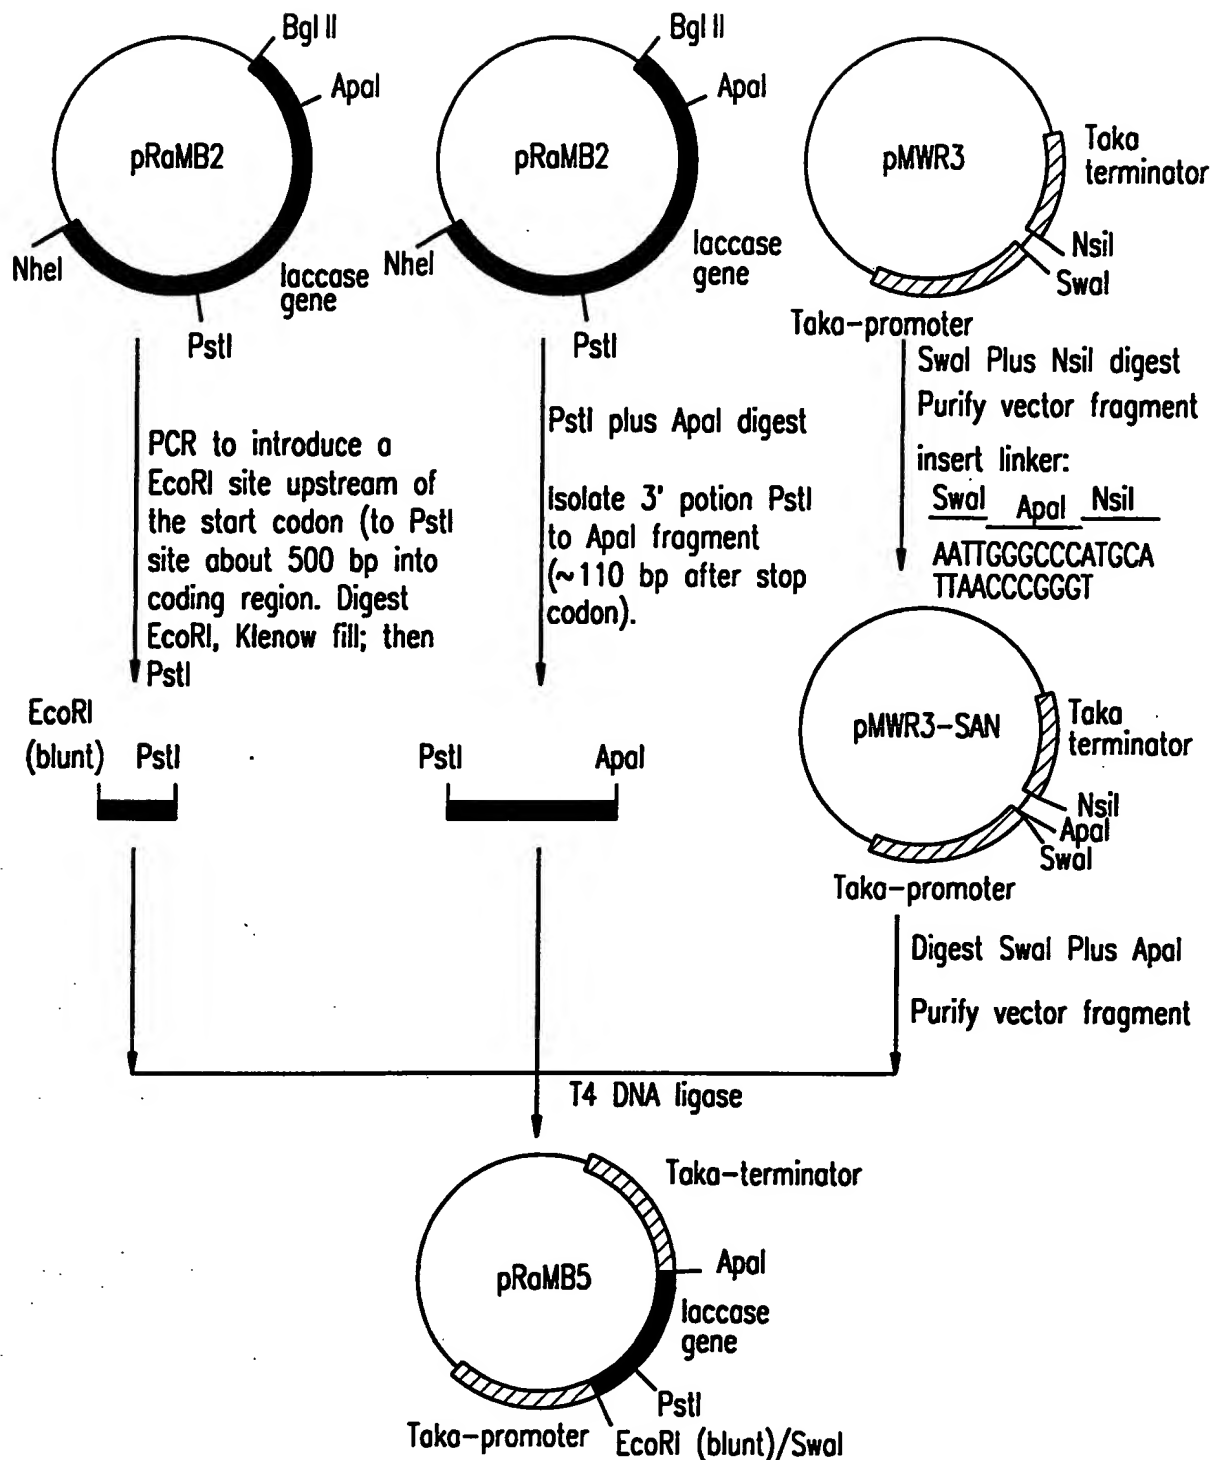 Bgl II
ApaI
pRaMB2
NheI
laccase
gene
PstI
Bgl II
ApaI
pRaMB2
NheI
laccase
gene
PstI
pMWR3
Taka
terminator
NsiI
SwaI
Taka-promoter
PCR to introduce a
EcoRI site upstream of
the start codon (to PstI
site about 500 bp into
coding region. Digest
EcoRI, Klenow fill; then
PstI
PstI plus ApaI digest
Isolate 3' potion PstI
to ApaI fragment
(~110 bp after stop
codon).
SwaI Plus NsiI digest
Purify vector fragment
insert linker:
SwaI ApaI NsiI
AATTGGGCCCATGCA
TTAACCCGGGT
EcoRI
(blunt) PstI
PstI ApaI
pMWR3-SAN
Taka
terminator
NsiI
ApaI
SwaI
Taka-promoter
Digest SwaI Plus ApaI
Purify vector fragment
T4 DNA ligase
Taka-terminator
pRaMB5
ApaI
laccase
gene
PstI
Taka-promoter
EcoRI (blunt)/SwaI